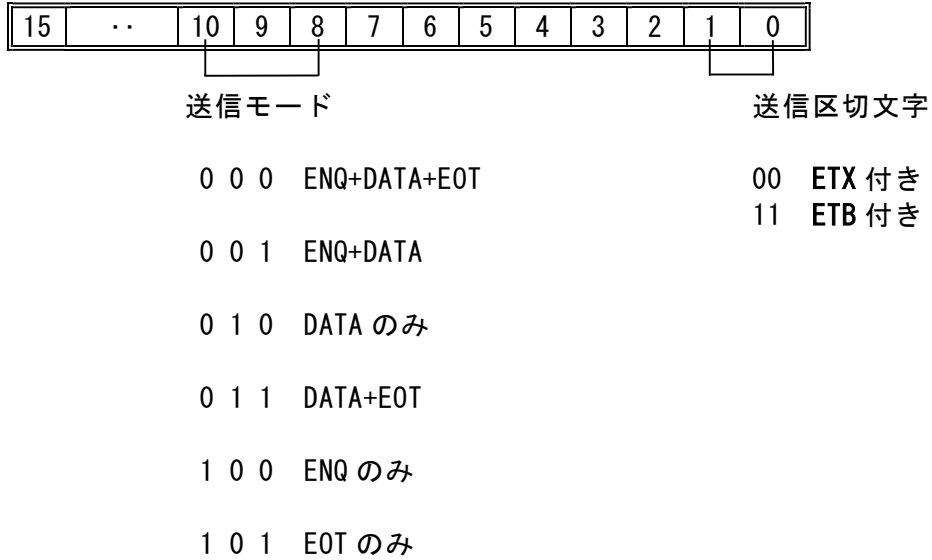 15 ‥ 10 9 8 7 6 5 4 3 2 1 0
送信モード 送信区切文字
0 0 0 ENQ+DATA+EOT 00 ETX 付き
11 ETB 付き
0 0 1 ENQ+DATA
0 1 0 DATA のみ
0 1 1 DATA+EOT
1 0 0 ENQ のみ
1 0 1 EOT のみ